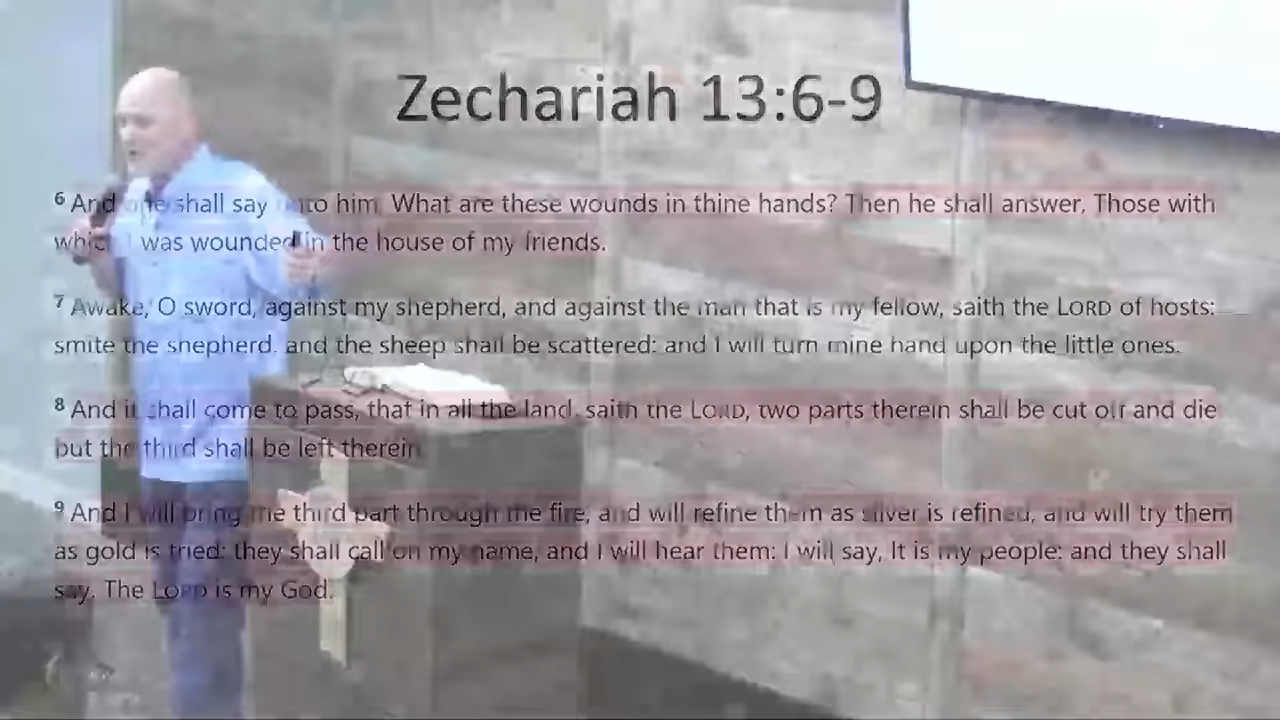 Zechariah 13:6-9
6 And one shall say unto him, What are these wounds in thine hands? Then he shall answer, Those with
which I was wounded in the house of my friends.
7 Awake, O sword, against my shepherd, and against the man that is my fellow, saith the LORD of hosts:
smite the shepherd, and the sheep shall be scattered: and I will turn mine hand upon the little ones.
8 And it shall come to pass, that in all the land, saith the LORD, two parts therein shall be cut off and die
but the third shall be left therein
9 And I will bring the third part through the fire, and will refine them as silver is refined, and will try them
as gold is tried: they shall call on my name, and I will hear them: I will say, It is my people: and they shall
say, The LORD is my God.